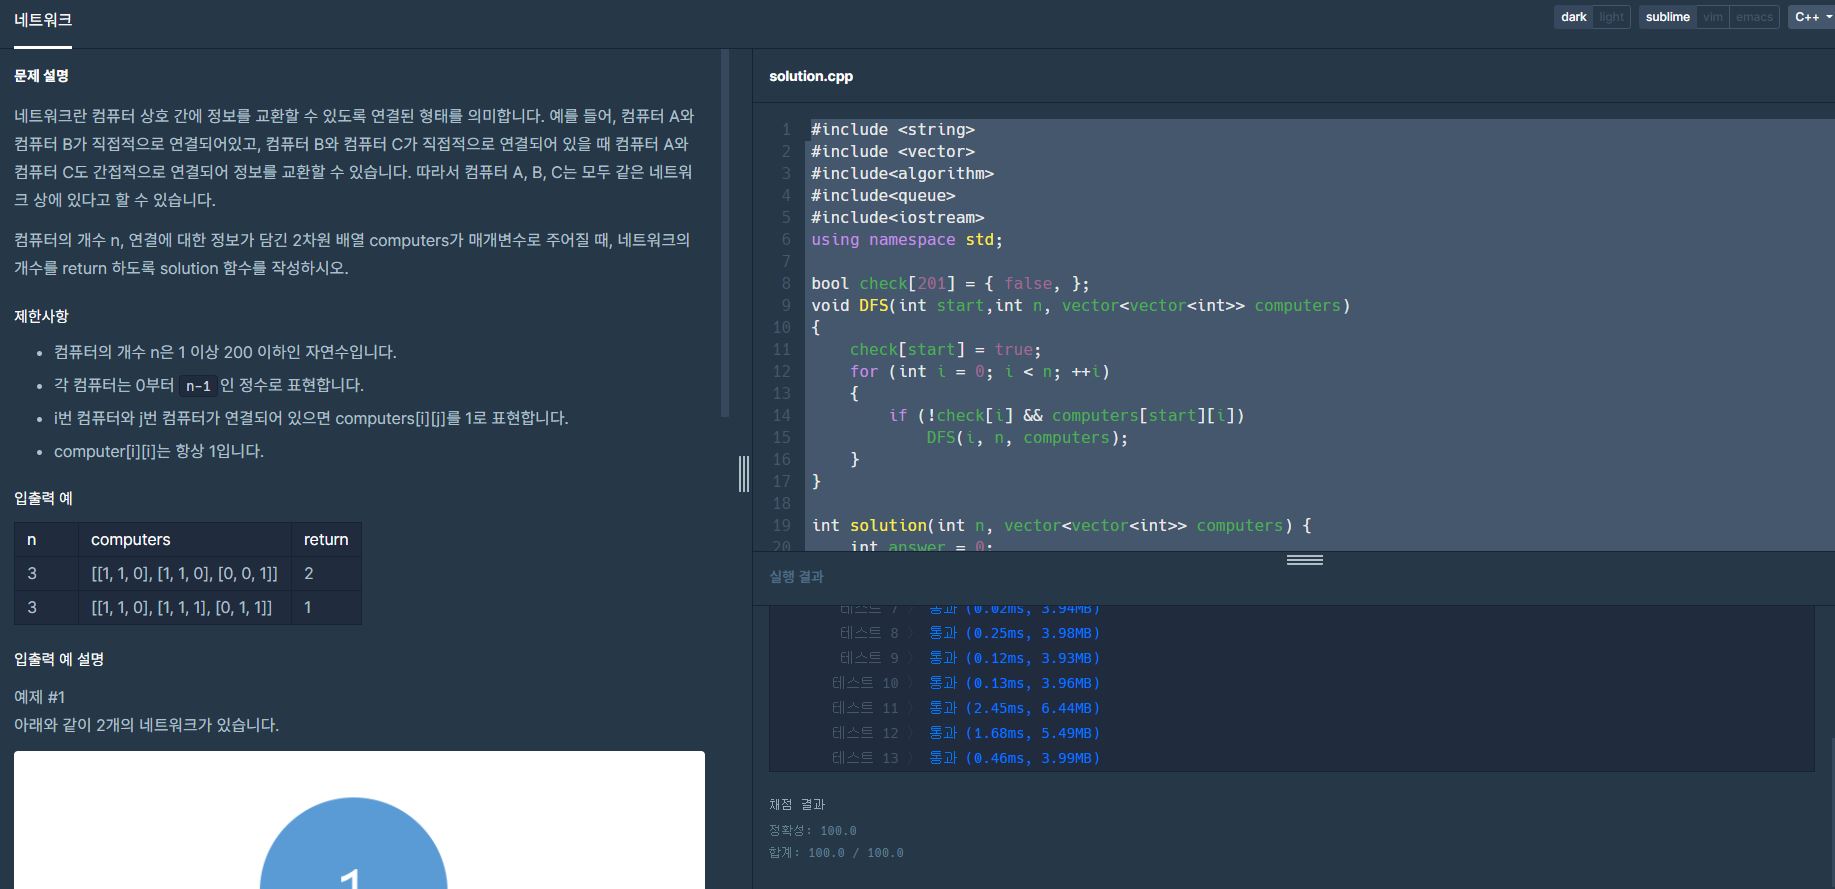 네트워크
dark light
sublime vim emacs
C++
문제 설명
네트워크란 컴퓨터 상호 간에 정보를 교환할 수 있도록 연결된 형태를 의미합니다. 예를 들어, 컴퓨터 A와
컴퓨터 B가 직접적으로 연결되어있고, 컴퓨터 B와 컴퓨터 C가 직접적으로 연결되어 있을 때 컴퓨터 A와
컴퓨터 C도 간접적으로 연결되어 정보를 교환할 수 있습니다. 따라서 컴퓨터 A, B, C는 모두 같은 네트워
크 상에 있다고 할 수 있습니다.
컴퓨터의 개수 n, 연결에 대한 정보가 담긴 2차원 배열 computers가 매개변수로 주어질 때, 네트워크의
개수를 return 하도록 solution 함수를 작성하시오.
제한사항
• 컴퓨터의 개수 n은 1 이상 200 이하인 자연수입니다.
• 각 컴퓨터는 0부터 n-1 인 정수로 표현합니다.
• i번 컴퓨터와 j번 컴퓨터가 연결되어 있으면 computers[i][j]를 1로 표현합니다.
• computer[i][i]는 항상 1입니다.
입출력 예
n computers return
3 [[1, 1, 0], [1, 1, 0], [0, 0, 1]] 2
3 [[1, 1, 0], [1, 1, 1], [0, 1, 1]] 1
입출력 예 설명
예제 #1
아래와 같이 2개의 네트워크가 있습니다.
1
solution.cpp
1 #include <string>
2 #include <vector>
3 #include<algorithm>
4 #include<queue>
5 #include<iostream>
6 using namespace std;
7
8 bool check[201] = { false, };
9 void DFS(int start,int n, vector<vector<int>> computers)
10 {
11 check[start] = true;
12 for (int i = 0; i < n; ++i)
13 {
14 if (!check[i] && computers[start][i])
15 DFS(i, n, computers);
16 }
17 }
18
19 int solution(int n, vector<vector<int>> computers) {
20 int answer = 0;
실행 결과
테스트 7 〉 통과 (0.02ms, 3.94MB)
테스트 8 〉 통과 (0.25ms, 3.98MB)
테스트 9 〉 통과 (0.12ms, 3.93MB)
테스트 10 〉 통과 (0.13ms, 3.96MB)
테스트 11 〉 통과 (2.45ms, 6.44MB)
테스트 12 〉 통과 (1.68ms, 5.49MB)
테스트 13 〉 통과 (0.46ms, 3.99MB)
채점 결과
정확성: 100.0
합계: 100.0 / 100.0